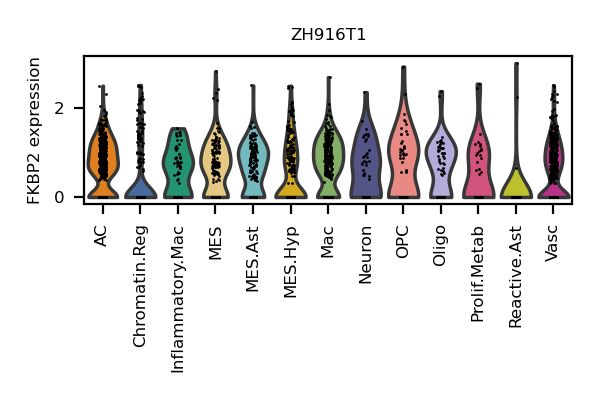 ZH916T1
FKBP2 expression
2
0
AC
Chromatin.Reg
Inflammatory.Mac
MES
MES.Ast
MES.Hyp
Mac
Neuron
OPC
Oligo
Prolif.Metab
Reactive.Ast
Vasc